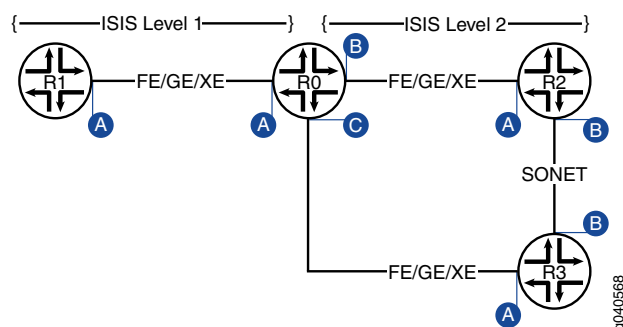 { ISIS Level 1 } { ISIS Level 2 }
B
R1 FE/GE/XE R0 FE/GE/XE R2
A A C A B
SONET
B
FE/GE/XE R3
A
g040568